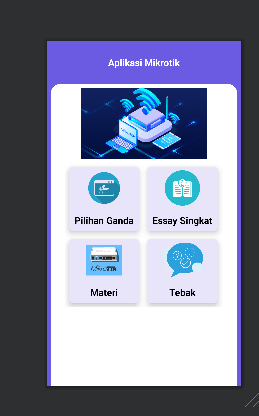 Aplikasi Mikrotik
Pilihan Ganda
Essay Singkat
Materi
Tebak